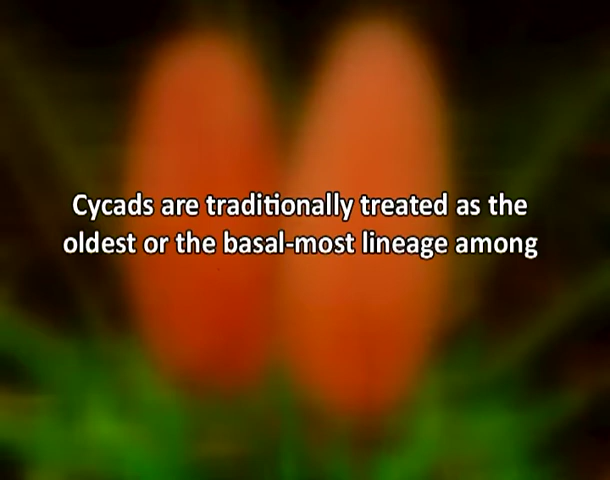 Cycads are traditionally treated as the
oldest or the basal-most lineage among